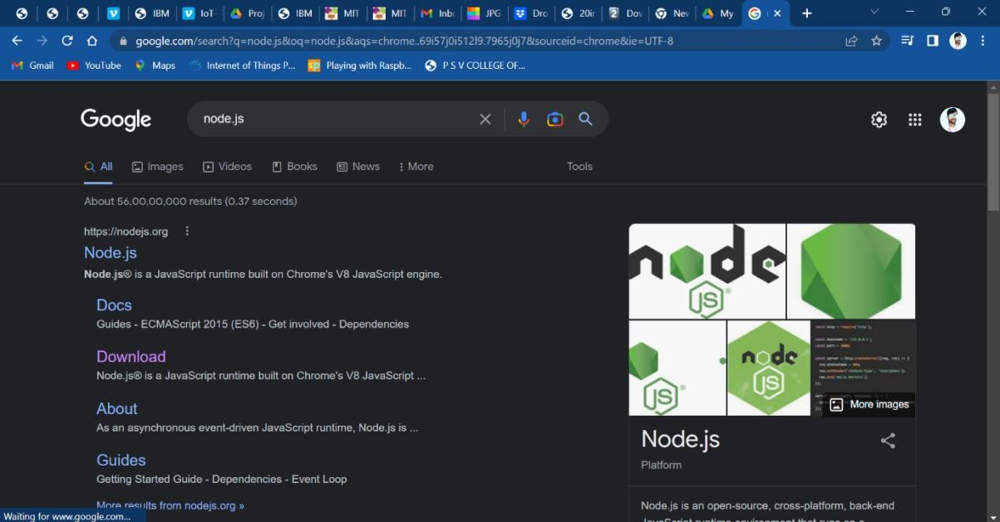 IBM
IoT-
Proj
IBM
MIT
MIT
Inbo
JPG
Dro
20in
Dov
Nev
My
google.com/search?q=node.js&oq=node.js&aqs=chrome..69i57j0i512l9.7965j0j7&sourceid=chrome&ie=UTF-8
Gmail YouTube Maps Internet of Things P... Playing with Raspb... P S V COLLEGE OF...
Google
node.js
All Images Videos Books News More Tools
About 56,00,00,000 results (0.37 seconds)
https://nodejs.org
Node.js
Node.js® is a JavaScript runtime built on Chrome's V8 JavaScript engine.
Docs
Guides - ECMAScript 2015 (ES6) - Get involved - Dependencies
Download
Node.js® is a JavaScript runtime built on Chrome's V8 JavaScript ...
About
As an asynchronous event-driven JavaScript runtime, Node.js is ...
Guides
Getting Started Guide - Dependencies - Event Loop
More results from nodejs.org »
Waiting for www.google.com...
node
JS®
JS®
node
JS
More images
Node.js
Platform
Node.js is an open-source, cross-platform, back-end